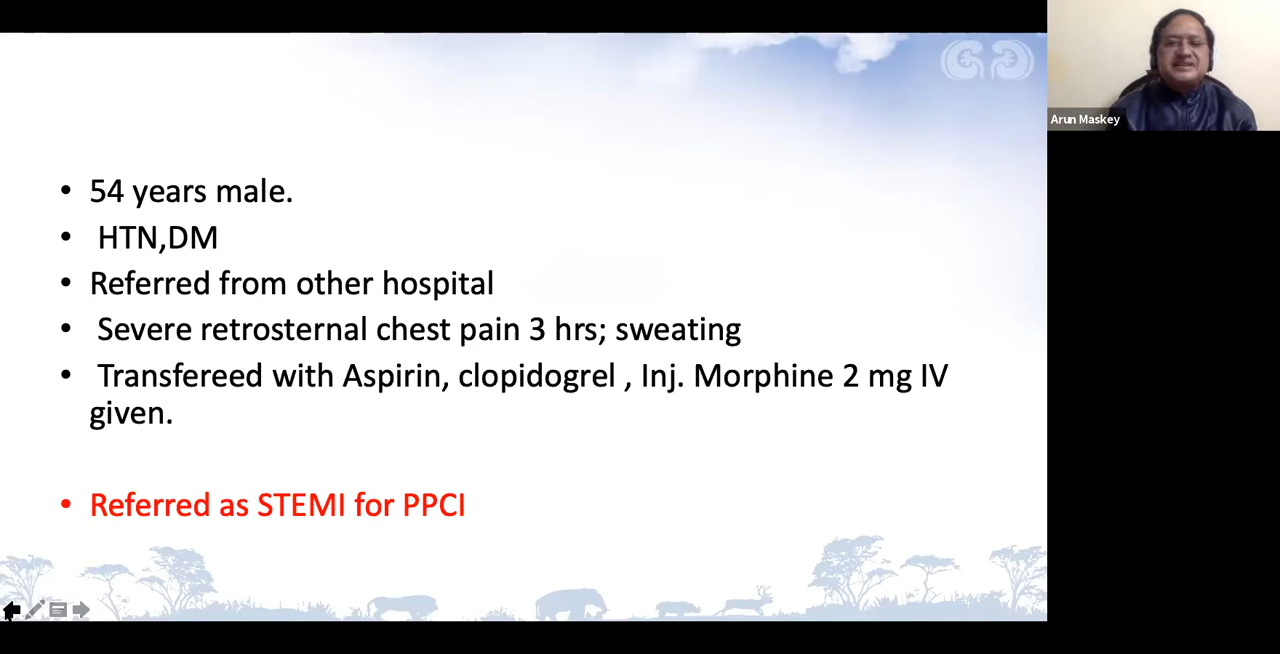 54 years male.
HTN,DM
Referred from other hospital
Severe retrosternal chest pain 3 hrs; sweating
Transfereed with Aspirin, clopidogrel , Inj. Morphine 2 mg IV
given.
Referred as STEMI for PPCI
Arun Maskey